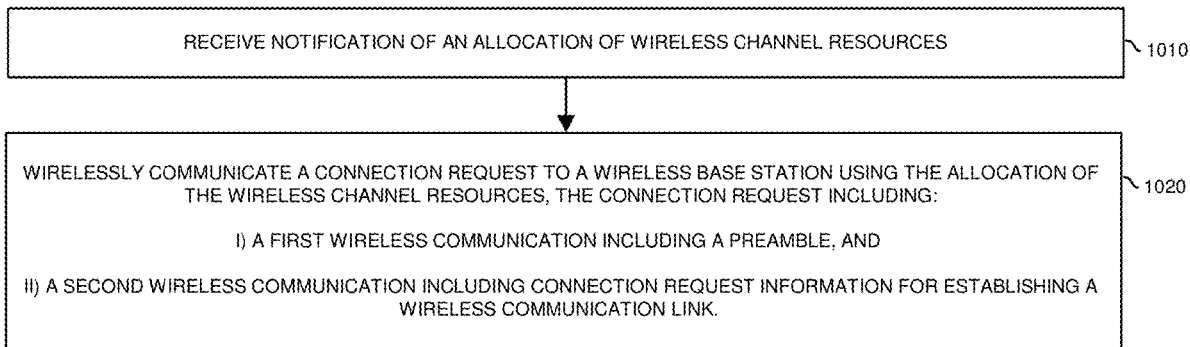 RECEIVE NOTIFICATION OF AN ALLOCATION OF WIRELESS CHANNEL RESOURCES
1010
WIRELESSLY COMMUNICATE A CONNECTION REQUEST TO A WIRELESS BASE STATION USING THE ALLOCATION OF
THE WIRELESS CHANNEL RESOURCES, THE CONNECTION REQUEST INCLUDING:
1020
I) A FIRST WIRELESS COMMUNICATION INCLUDING A PREAMBLE, AND
II) A SECOND WIRELESS COMMUNICATION INCLUDING CONNECTION REQUEST INFORMATION FOR ESTABLISHING A
WIRELESS COMMUNICATION LINK.